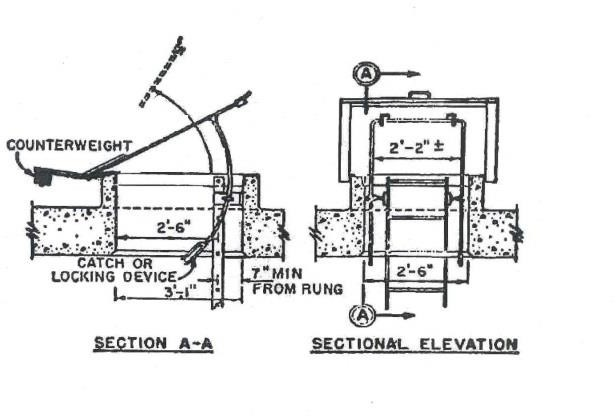 A
COUNTERWEIGHT
2'-2" ±
2'-6"
CATCH OR
LOCKING DEVICE
7" MIN
FROM RUNG
3'-1"
2'-6"
A
SECTION A-A
SECTIONAL ELEVATION